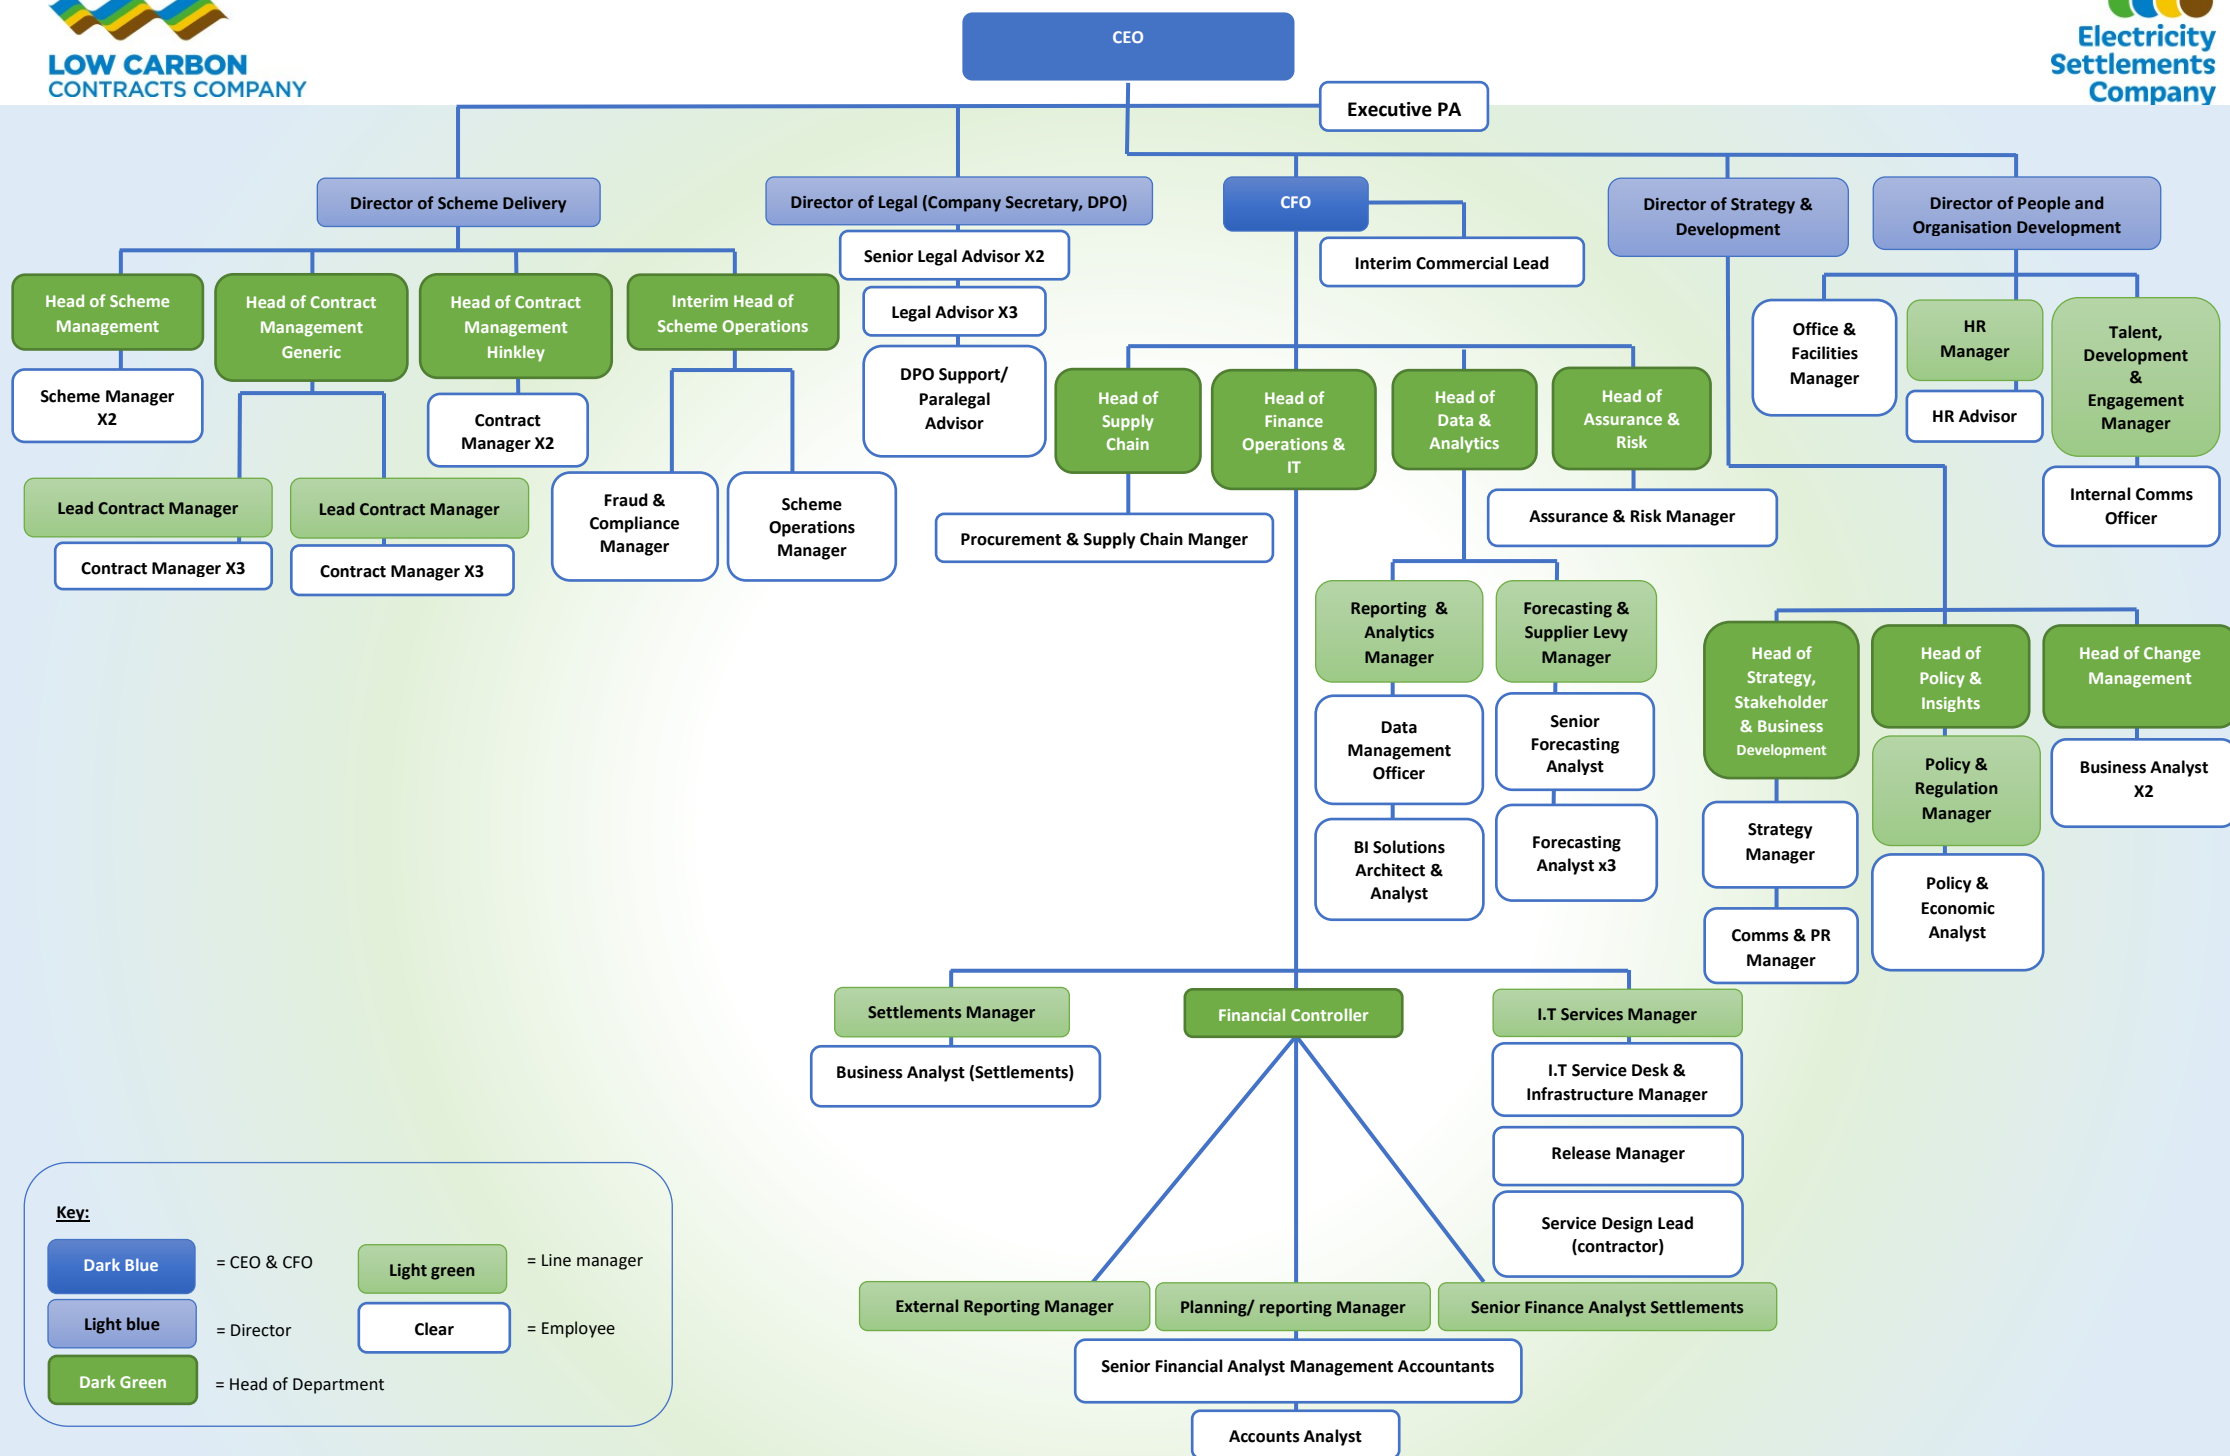 LOW CARBON
CONTRACTS COMPANY
CEO
Electricity
Settlements
Company
Executive PA
Director of Scheme Delivery
Director of Legal (Company Secretary, DPO)
CFO
Director of Strategy &
Development
Director of People and
Organisation Development
Senior Legal Advisor X2
Legal Advisor X3
DPO Support/
Paralegal
Advisor
Interim Commercial Lead
Head of Scheme
Management
Head of Contract
Management
Generic
Head of Contract
Management
Hinkley
Interim Head of
Scheme Operations
Scheme Manager
X2
Contract
Manager X2
Lead Contract Manager
Lead Contract Manager
Contract Manager X3
Contract Manager X3
Fraud &
Compliance
Manager
Scheme
Operations
Manager
Head of
Supply
Chain
Head of
Finance
Operations &
IT
Head of
Data &
Analytics
Head of
Assurance &
Risk
Procurement & Supply Chain Manger
Assurance & Risk Manager
Office &
Facilities
Manager
HR
Manager
HR Advisor
Talent,
Development
&
Engagement
Manager
Internal Comms
Officer
Reporting &
Analytics
Manager
Forecasting &
Supplier Levy
Manager
Data
Management
Officer
Senior
Forecasting
Analyst
BI Solutions
Architect &
Analyst
Forecasting
Analyst x3
Head of
Strategy,
Stakeholder
& Business
Development
Head of
Policy &
Insights
Head of Change
Management
Strategy
Manager
Policy &
Regulation
Manager
Business Analyst
X2
Comms & PR
Manager
Policy &
Economic
Analyst
Settlements Manager
Financial Controller
I.T Services Manager
Business Analyst (Settlements)
I.T Service Desk &
Infrastructure Manager
Release Manager
Service Design Lead
(contractor)
External Reporting Manager
Planning/ reporting Manager
Senior Finance Analyst Settlements
Senior Financial Analyst Management Accountants
Accounts Analyst
Key:
Dark Blue
= CEO & CFO
Light green
= Line manager
Light blue
= Director
Clear
= Employee
Dark Green
= Head of Department